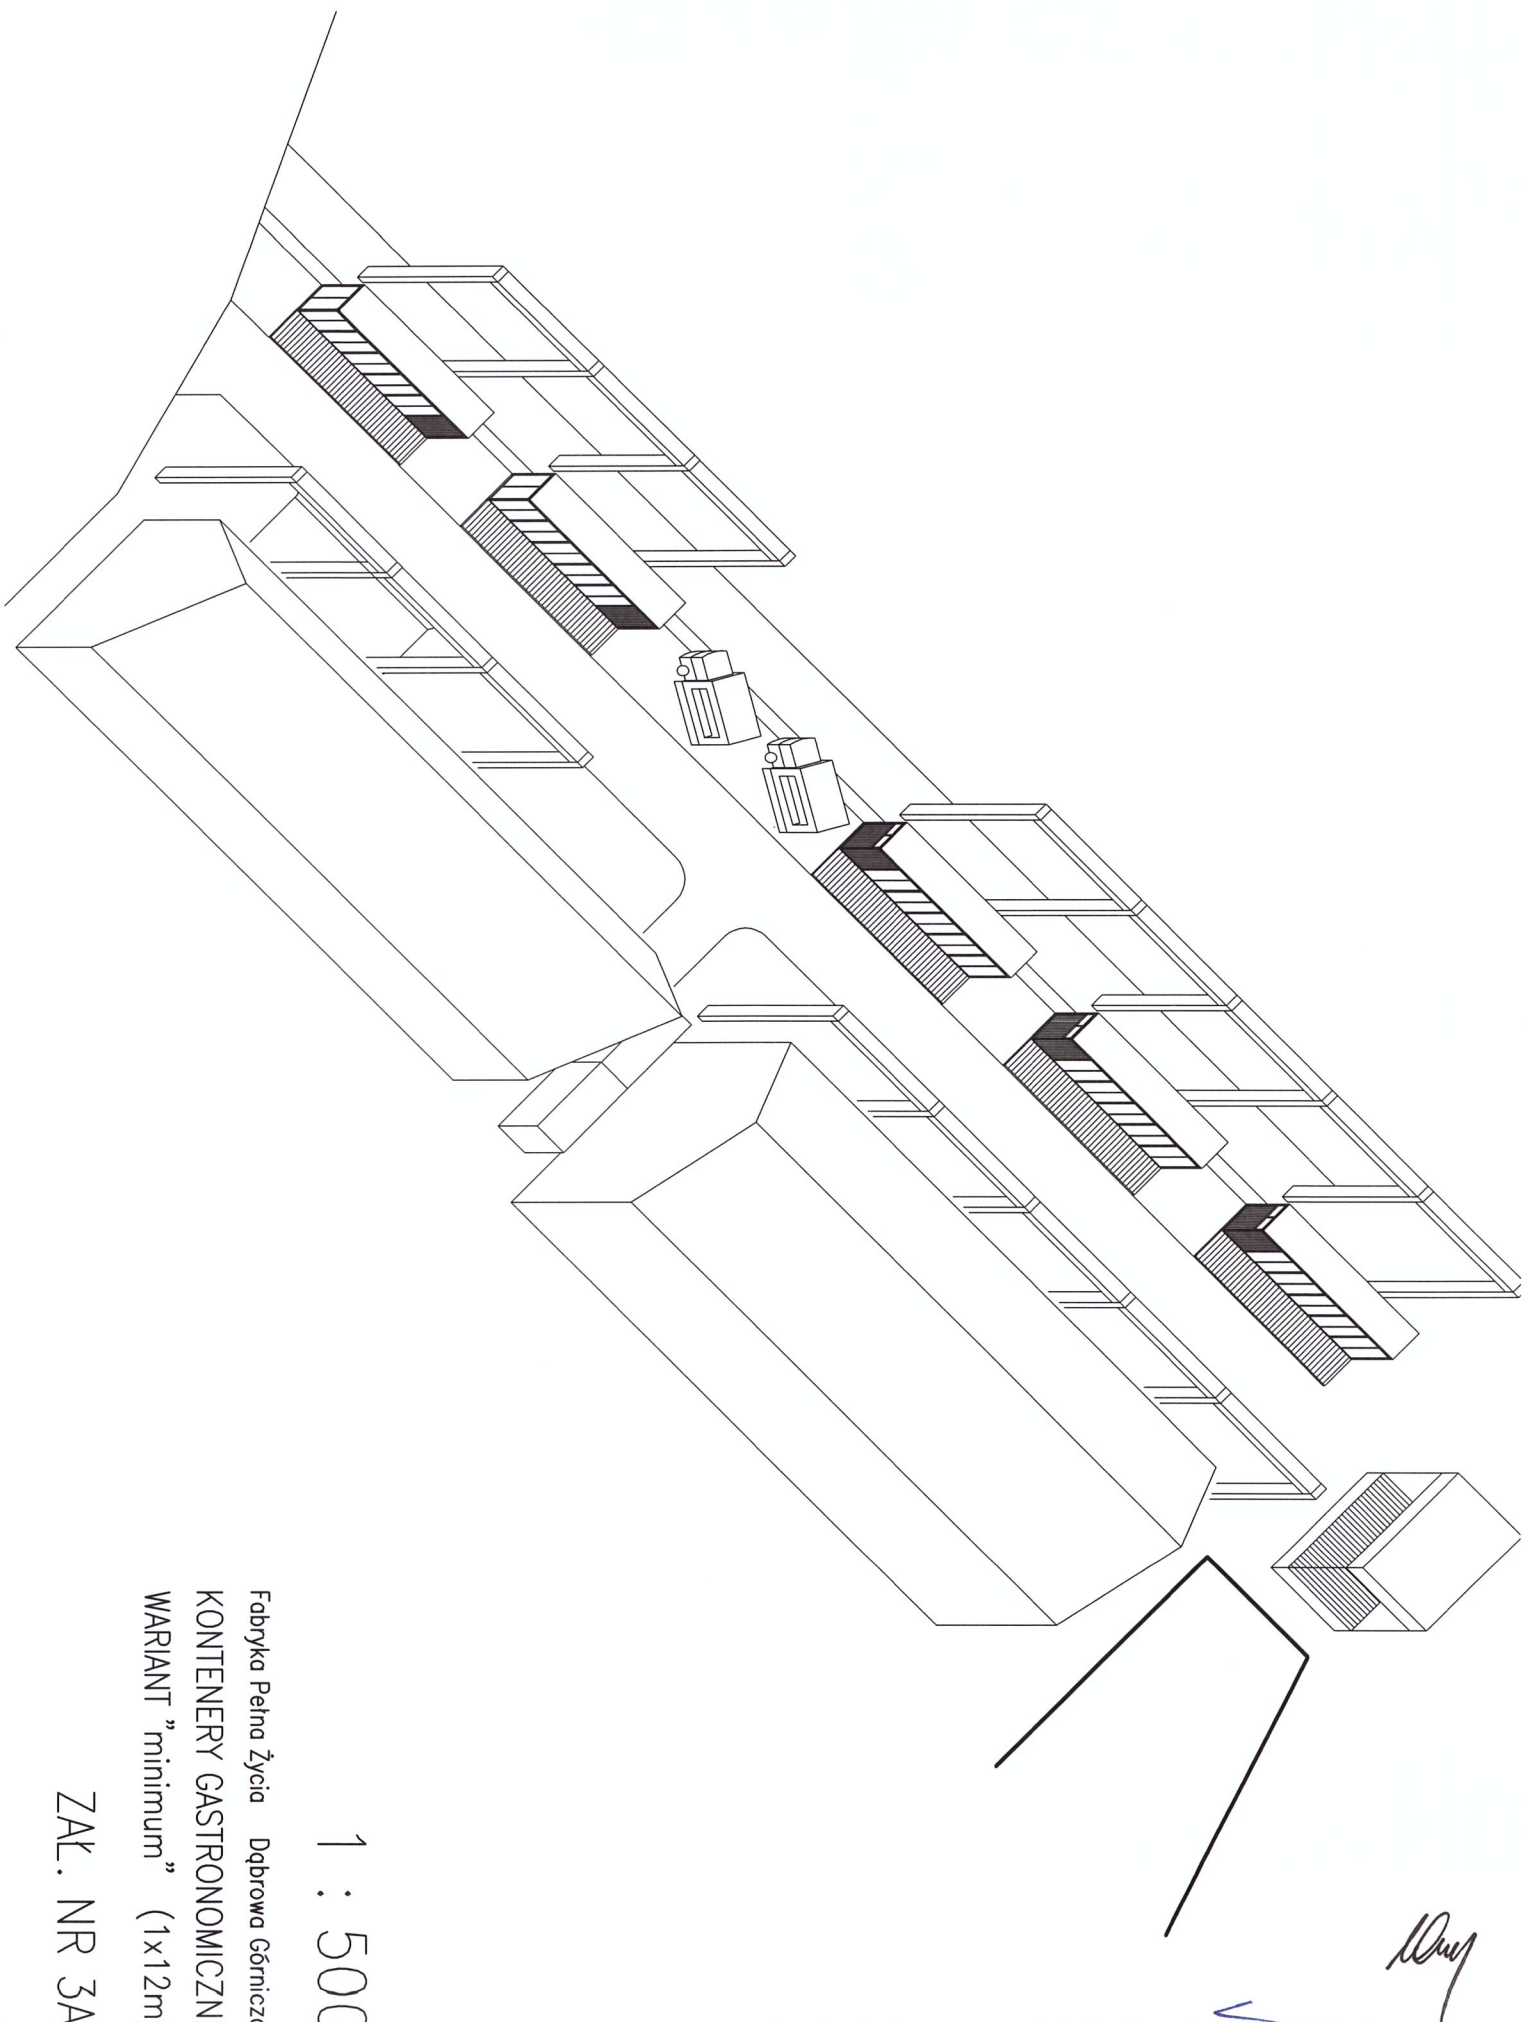 1 : 500
Fabryka Pełna Życia Dąbrowa Górnicza
KONTENERY GASTRONOMICZN
WARIANT "minimum" (1x12m
ZAŁ. NR 3A